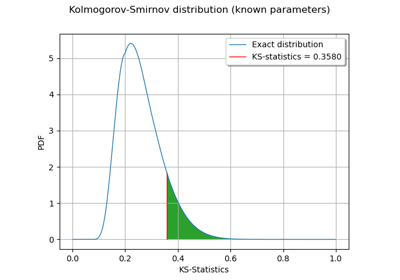 Kolmogorov-Smirnov distribution (known parameters)
Exact distribution
KS-statistics = 0.3580
5
4
3
2
1
0
PDF
0.0 0.2 0.4 0.6 0.8 1.0
KS-Statistics